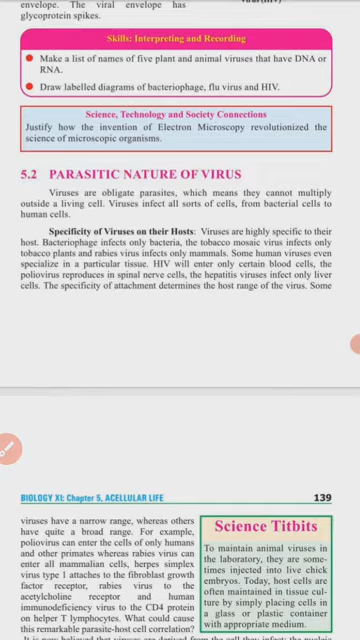 envelope. The viral envelope has
glycoprotein spikes.
Skills: Interpreting and Recording
Make a list of names of five plant and animal viruses that have DNA or
RNA.
Draw labelled diagrams of bacteriophage, flu virus and HIV.
Science, Technology and Society Connections
Justify how the invention of Electron Microscopy revolutionized the
science of microscopic organisms.
5.2 PARASITIC NATURE OF VIRUS
Viruses are obligate parasites, which means they cannot multiply
outside a living cell. Viruses infect all sorts of cells, from bacterial cells to
human cells.
Specificity of Viruses on their Hosts: Viruses are highly specific to their
host. Bacteriophage infects only bacteria, the tobacco mosaic virus infects only
tobacco plants and rabies virus infects only mammals. Some human viruses even
specialize in a particular tissue. HIV will enter only certain blood cells, the
poliovirus reproduces in spinal nerve cells, the hepatitis viruses infect only liver
cells. The specificity of attachment determines the host range of the virus. Some
BIOLOGY XI: Chapter 5, ACELLULAR LIFE 139
viruses have a narrow range, whereas others
have quite a broad range. For example,
poliovirus can enter the cells of only humans
and other primates whereas rabies virus can
enter all mammalian cells, herpes simplex
virus type 1 attaches to the fibroblast growth
factor receptor, rabies virus to the
acetylcholine receptor and human
immunodeficiency virus to the CD4 protein
on helper T lymphocytes. What could cause
this remarkable parasite-host cell correlation?
Science Titbits
To maintain animal viruses in
the laboratory, they are some-
times injected into live chick
embryos. Today, host cells are
often maintained in tissue cul-
ture by simply placing cells in
a glass or plastic container
with appropriate medium.